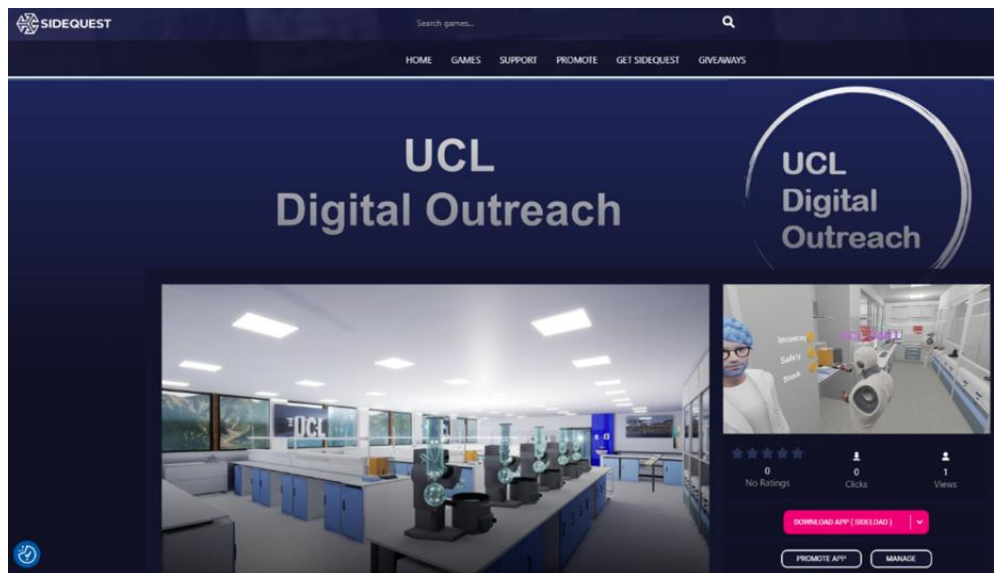 SIDEQUEST
Search games...
HOME GAMES SUPPORT PROMOTE GET SIDEQUEST GIVEAWAYS
UCL
Digital Outreach
UCL
Digital
Outreach
UCL
Safety
0
No Ratings
0
Clicks
1
Views
DOWNLOAD APP ( SIDELOAD )
PROMOTE APP
MANAGE